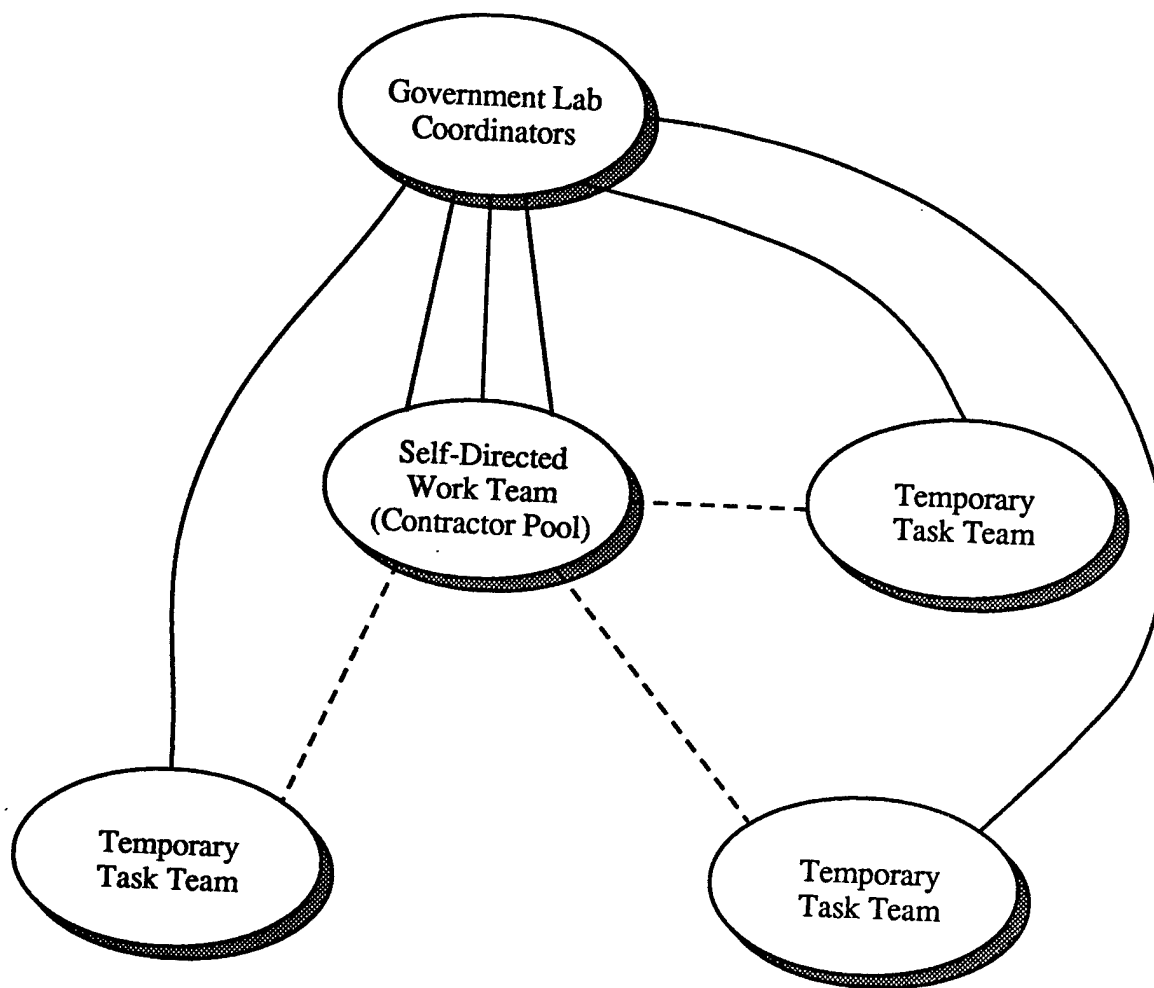 Government Lab
Coordinators
Self-Directed
Work Team
(Contractor Pool)
Temporary
Task Team
Temporary
Task Team
Temporary
Task Team